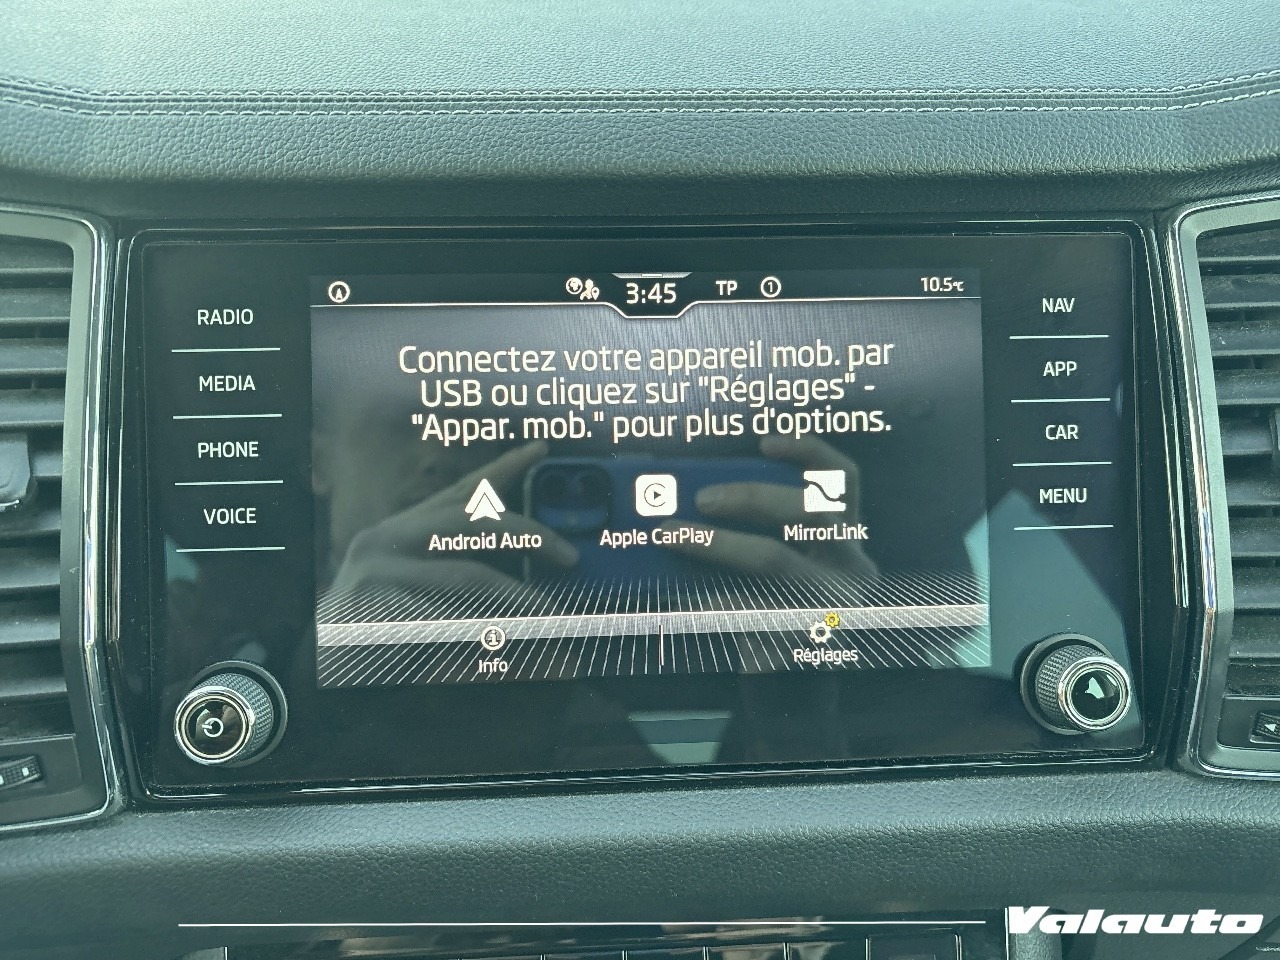 3:45
TP
1
10.5°C
RADIO
MEDIA
PHONE
VOICE
Connectez votre appareil mob. par
USB ou cliquez sur "Réglages" -
"Appar. mob." pour plus d'options.
Android Auto
Apple CarPlay
MirrorLink
Info
Réglages
NAV
APP
CAR
MENU
Valauto